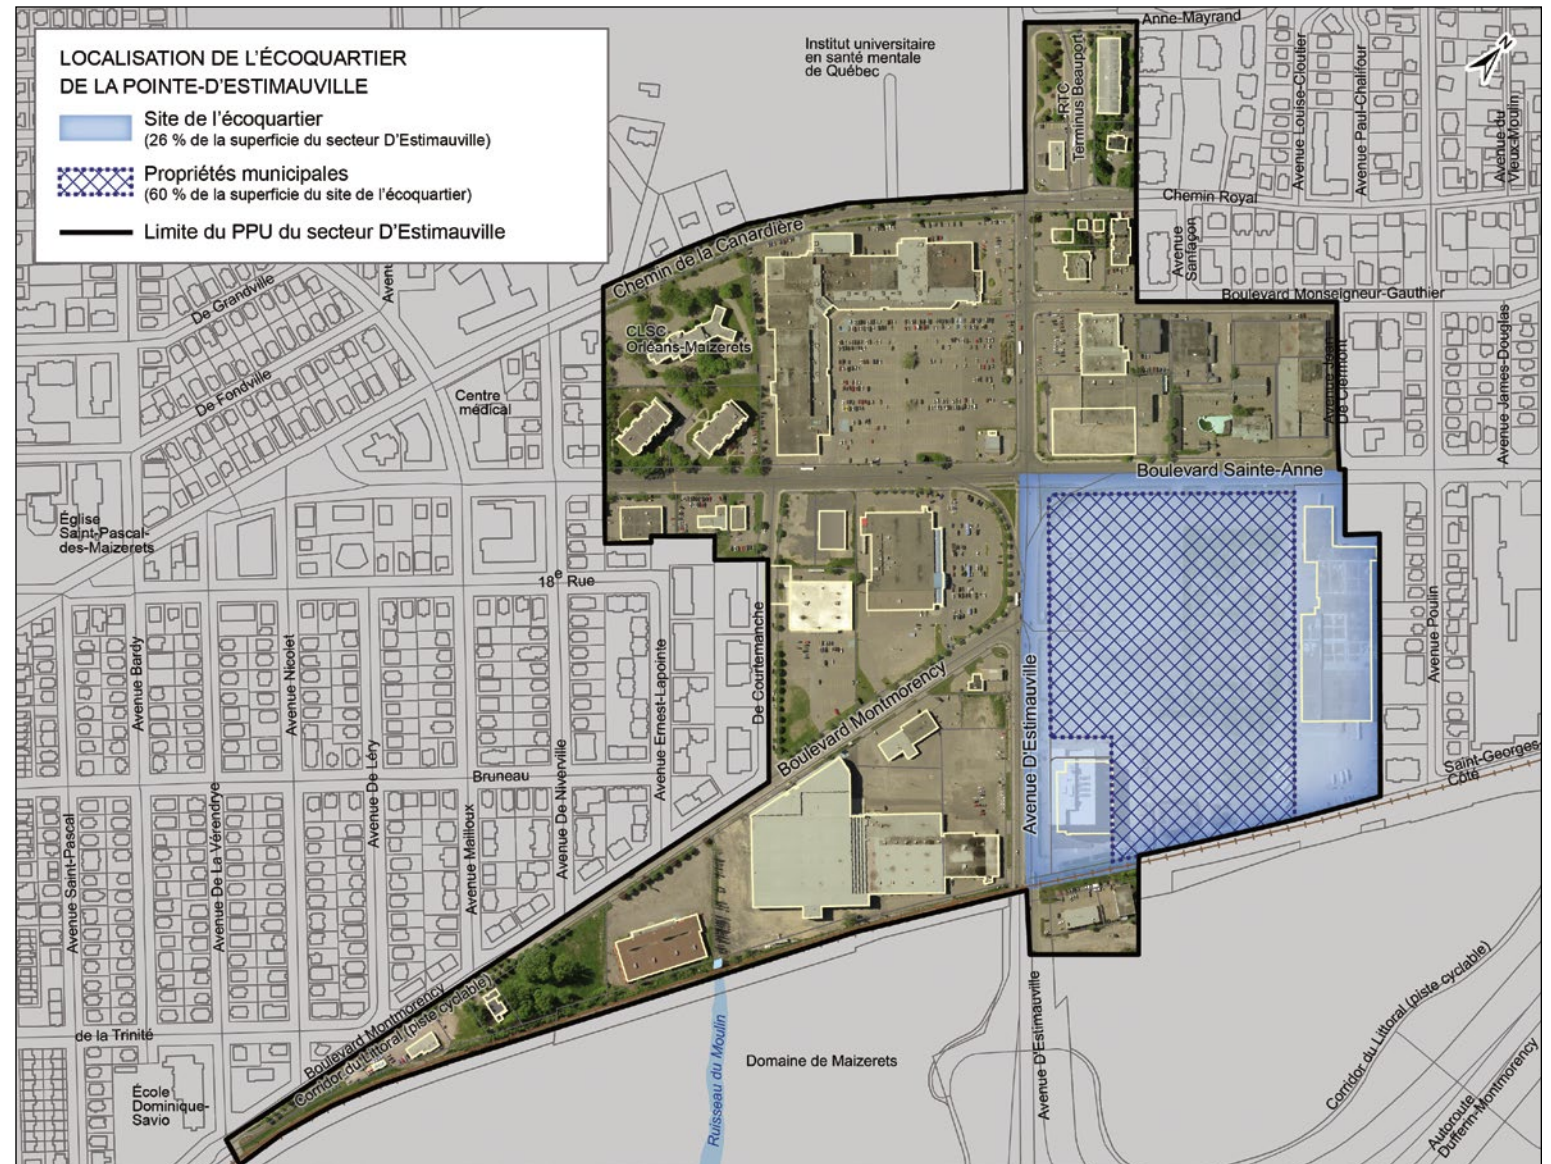 LOCALISATION DE L'ÉCOQUARTIER
DE LA POINTE-D'ESTIMAUVILLE
Site de l'écoquartier
(26 % de la superficie du secteur D'Estimauville)
Propriétés municipales
(60 % de la superficie du site de l'écoquartier)
Limite du PPU du secteur D'Estimauville
Institut universitaire
en santé mentale
de Québec
Anne-Mayrand
N
RTC
Terminus Beauport
Avenue Louise-Cloutier
Avenue Paul-Chalifour
Avenue du
Vieux-Moulin
Chemin Royal
Avenue
Sanfaçon
Boulevard Monseigneur-Gauthier
Chemin de la Canardière
Avenu
De Grandville
CLSC
Orléans-Maizerets
De Fondville
Centre
médical
De Clermont
Avenue James-Douglas
Boulevard Sainte-Anne
Église
Saint-Pascal-
des-Maizerets
18e Rue
Avenue Bardy
Avenue Nicolet
Avenue Ernest-Lapointe
De Courtemanche
Avenue Poulin
Boulevard Montmorency
Avenue D'Estimauville
Bruneau
Avenue De Léry
Avenue De Niverville
Saint-Georges-
Côté
Avenue Saint-Pascal
Avenue De La Vérendrye
Avenue Mailloux
Boulevard Montmorency
Corridor du Littoral (piste cyclable)
de la Trinité
École
Dominique-
Savio
Ruisseau du Moulin
Domaine de Maizerets
Avenue D'Estimauville
Corridor du Littoral (piste cyclable)
Autoroute
Dufferin-Montmorency